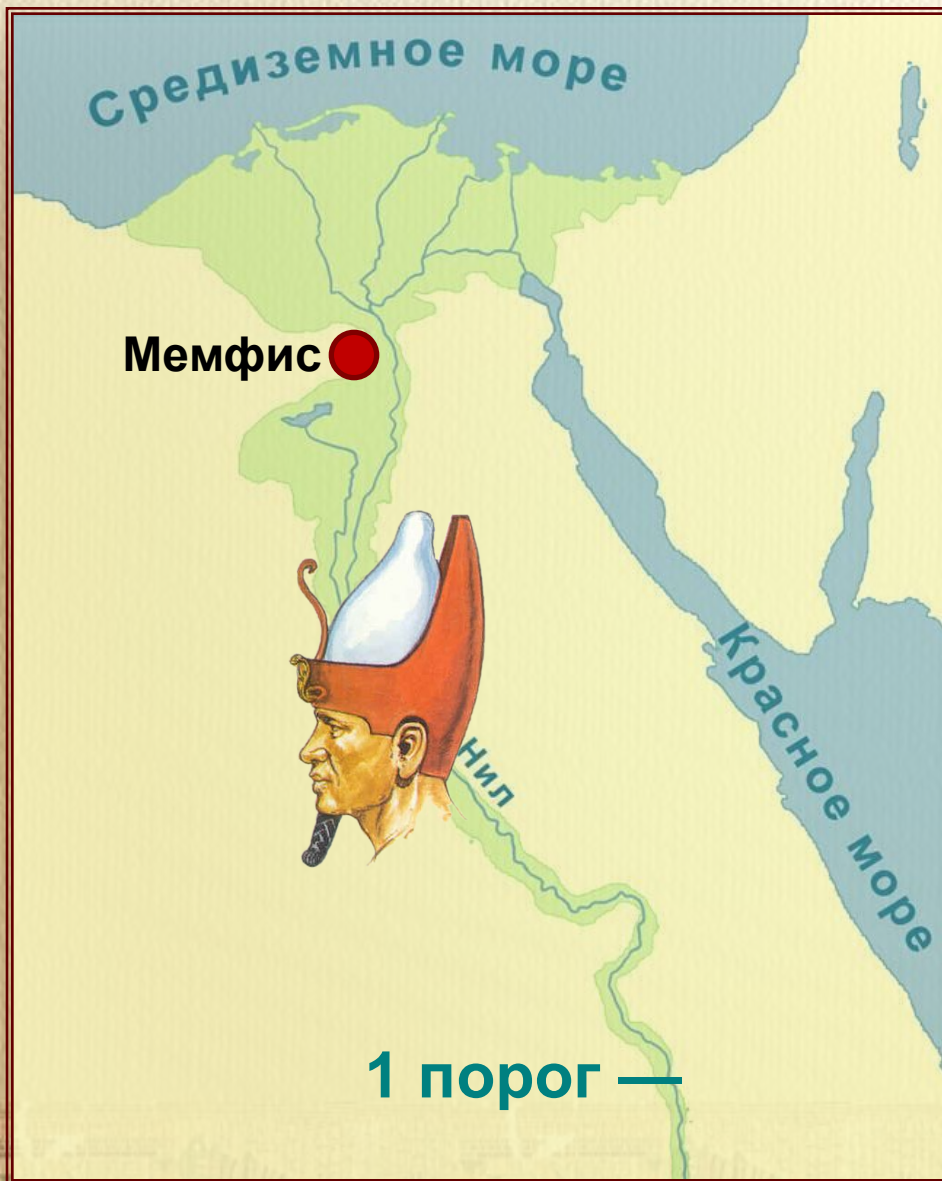 Средиземное море
Мемфис
Нил
Красное море
1 порог —